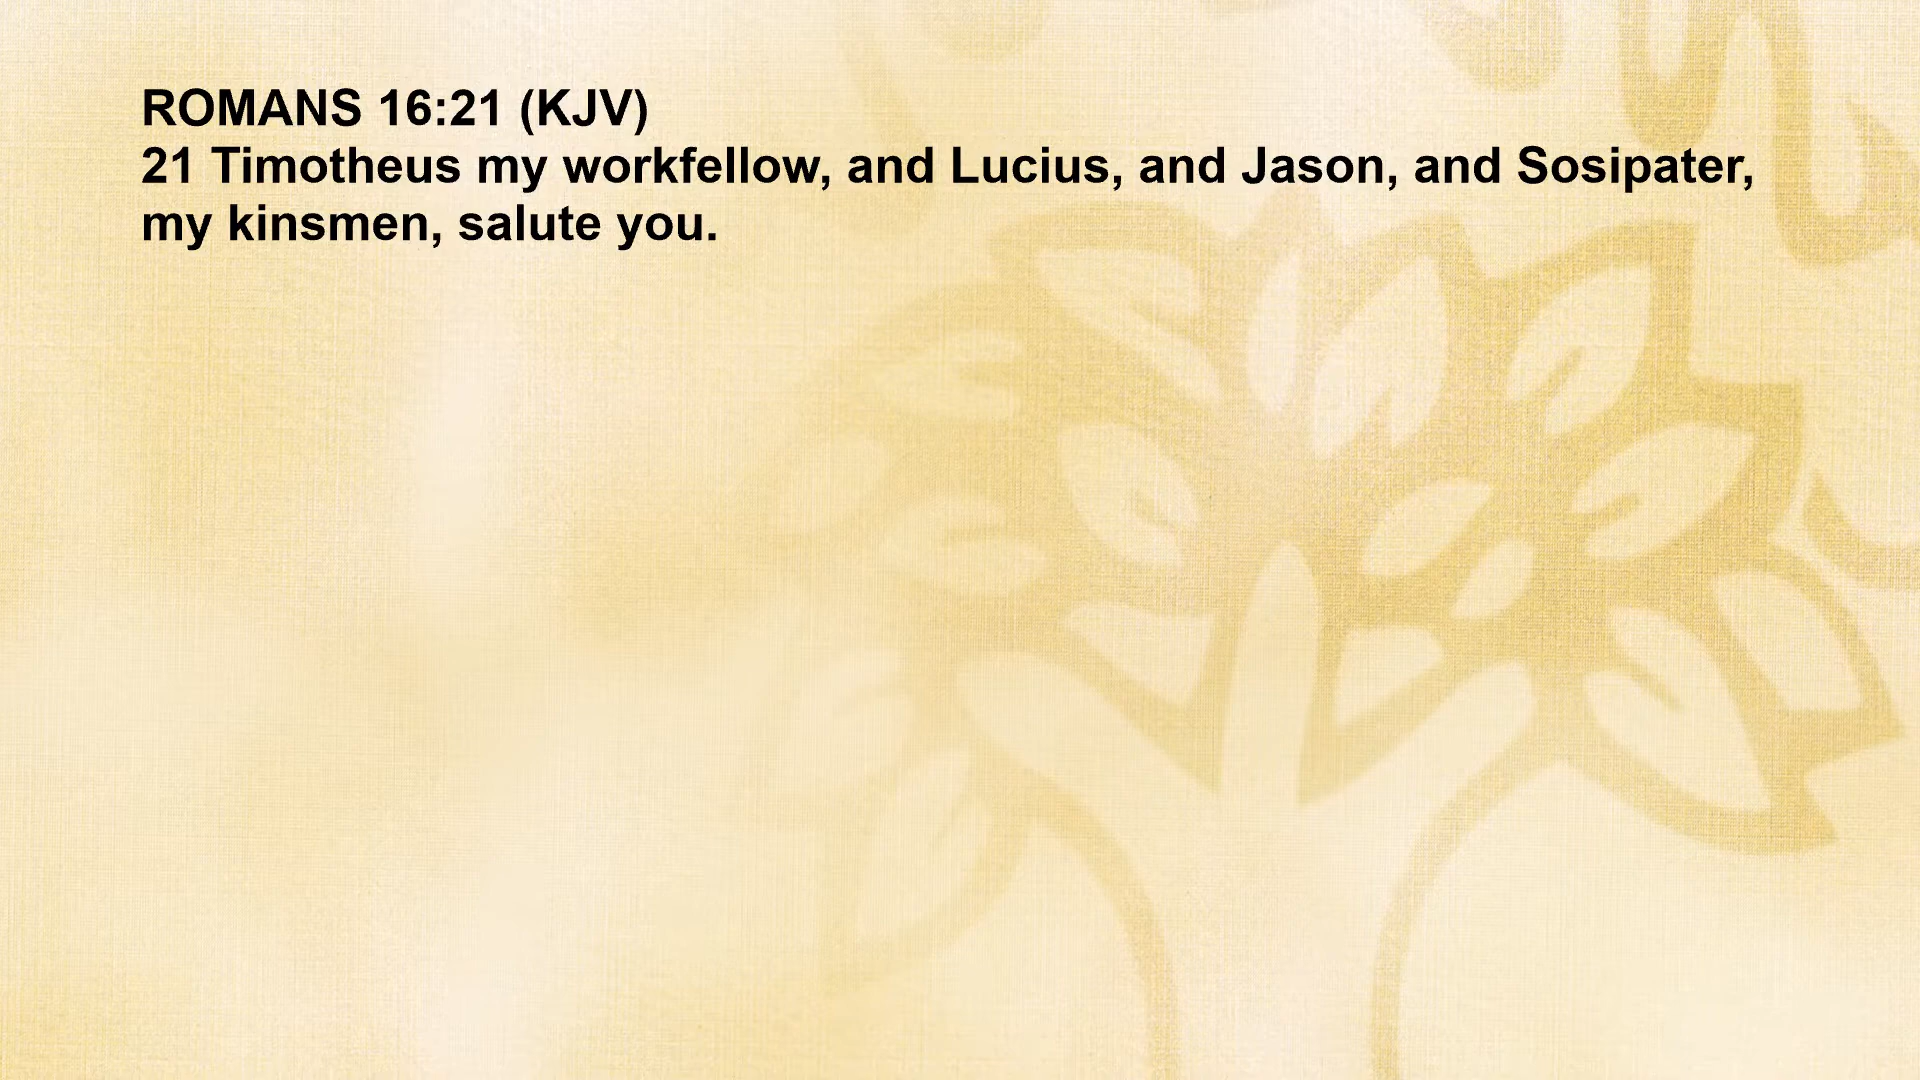 ROMANS 16:21 (KJV)
21 Timotheus my workfellow, and Lucius, and Jason, and Sosipater,
my kinsmen, salute you.